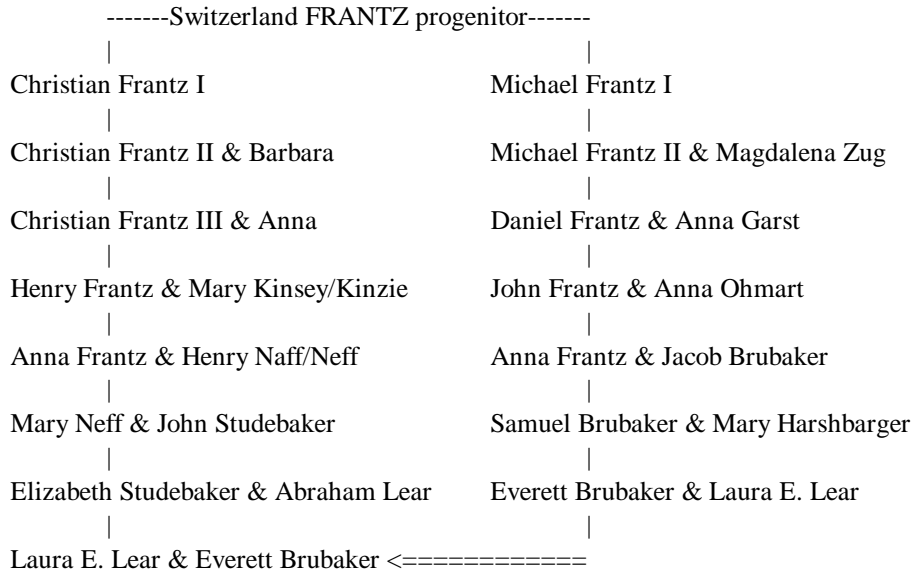 -------Switzerland FRANTZ progenitor-------
| |
Christian Frantz I Michael Frantz I
| |
Christian Frantz II & Barbara Michael Frantz II & Magdalena Zug
| |
Christian Frantz III & Anna Daniel Frantz & Anna Garst
| |
Henry Frantz & Mary Kinsey/Kinzie John Frantz & Anna Ohmart
| |
Anna Frantz & Henry Naff/Neff Anna Frantz & Jacob Brubaker
| |
Mary Neff & John Studebaker Samuel Brubaker & Mary Harshbarger
| |
Elizabeth Studebaker & Abraham Lear Everett Brubaker & Laura E. Lear
| |
Laura E. Lear & Everett Brubaker <============